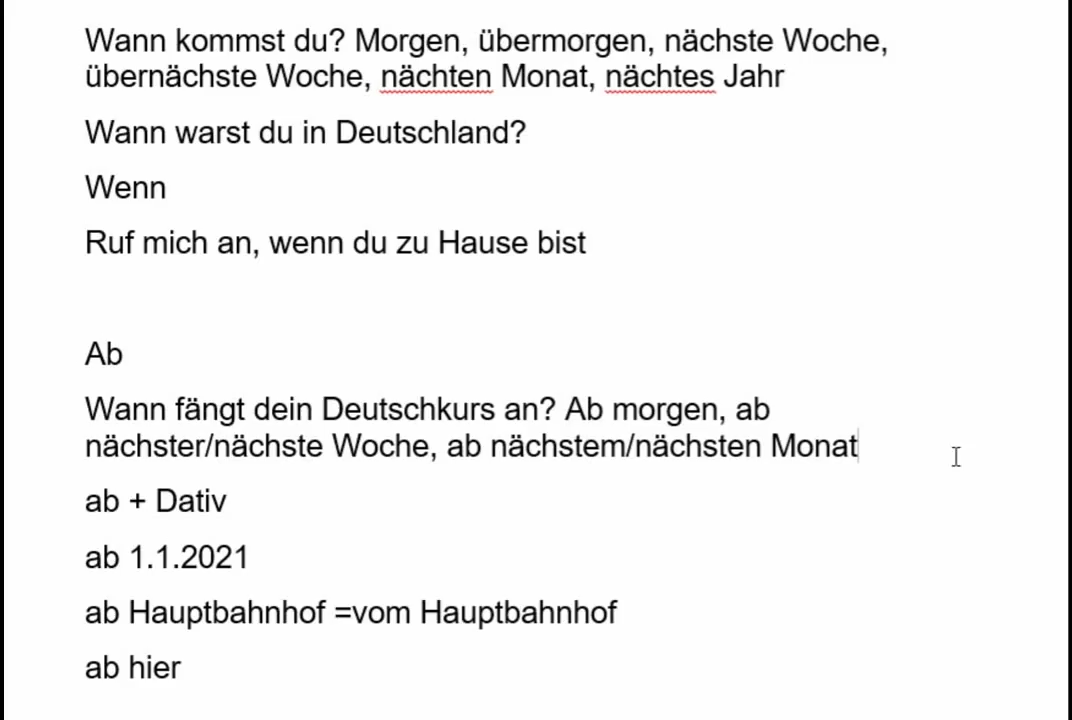 Wann kommst du? Morgen, übermorgen, nächste Woche,
übernächste Woche, nächten Monat, nächtes Jahr
Wann warst du in Deutschland?
Wenn
Ruf mich an, wenn du zu Hause bist
Ab
Wann fängt dein Deutschkurs an? Ab morgen, ab
nächster/nächste Woche, ab nächstem/nächsten Monat
ab + Dativ
ab 1.1.2021
ab Hauptbahnhof =vom Hauptbahnhof
ab hier